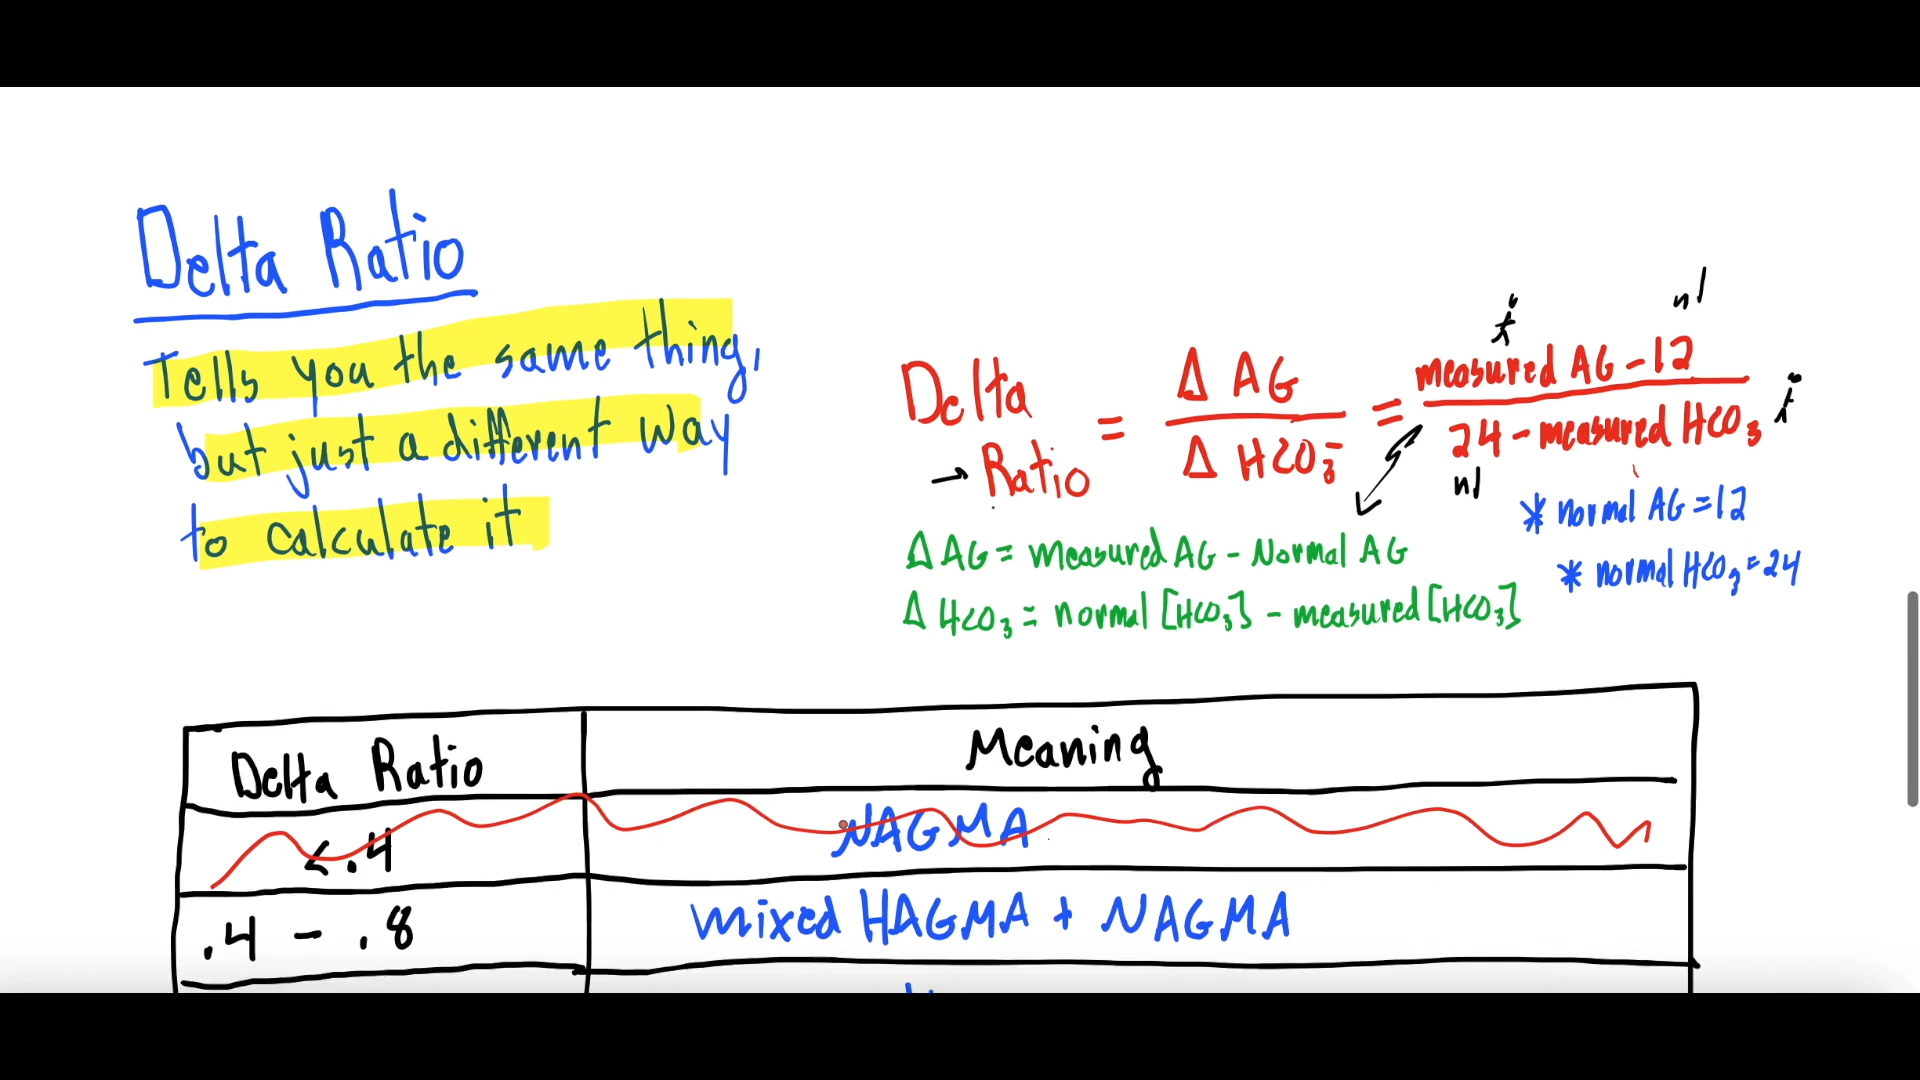 Delta Ratio
Tells you the same thing,
but just a different way
to calculate it
nl
Delta → Ratio = Δ AG / Δ HCO3⁻ = measured AG - 12 / 24 - measured HCO3
nl
* normal AG = 12
* normal HCO3 = 24
Δ AG = measured AG - Normal AG
Δ HCO3 = normal [HCO3] - measured [HCO3]
Delta Ratio Meaning
< .4 NAGMA
.4 - .8 mixed HAGMA + NAGMA